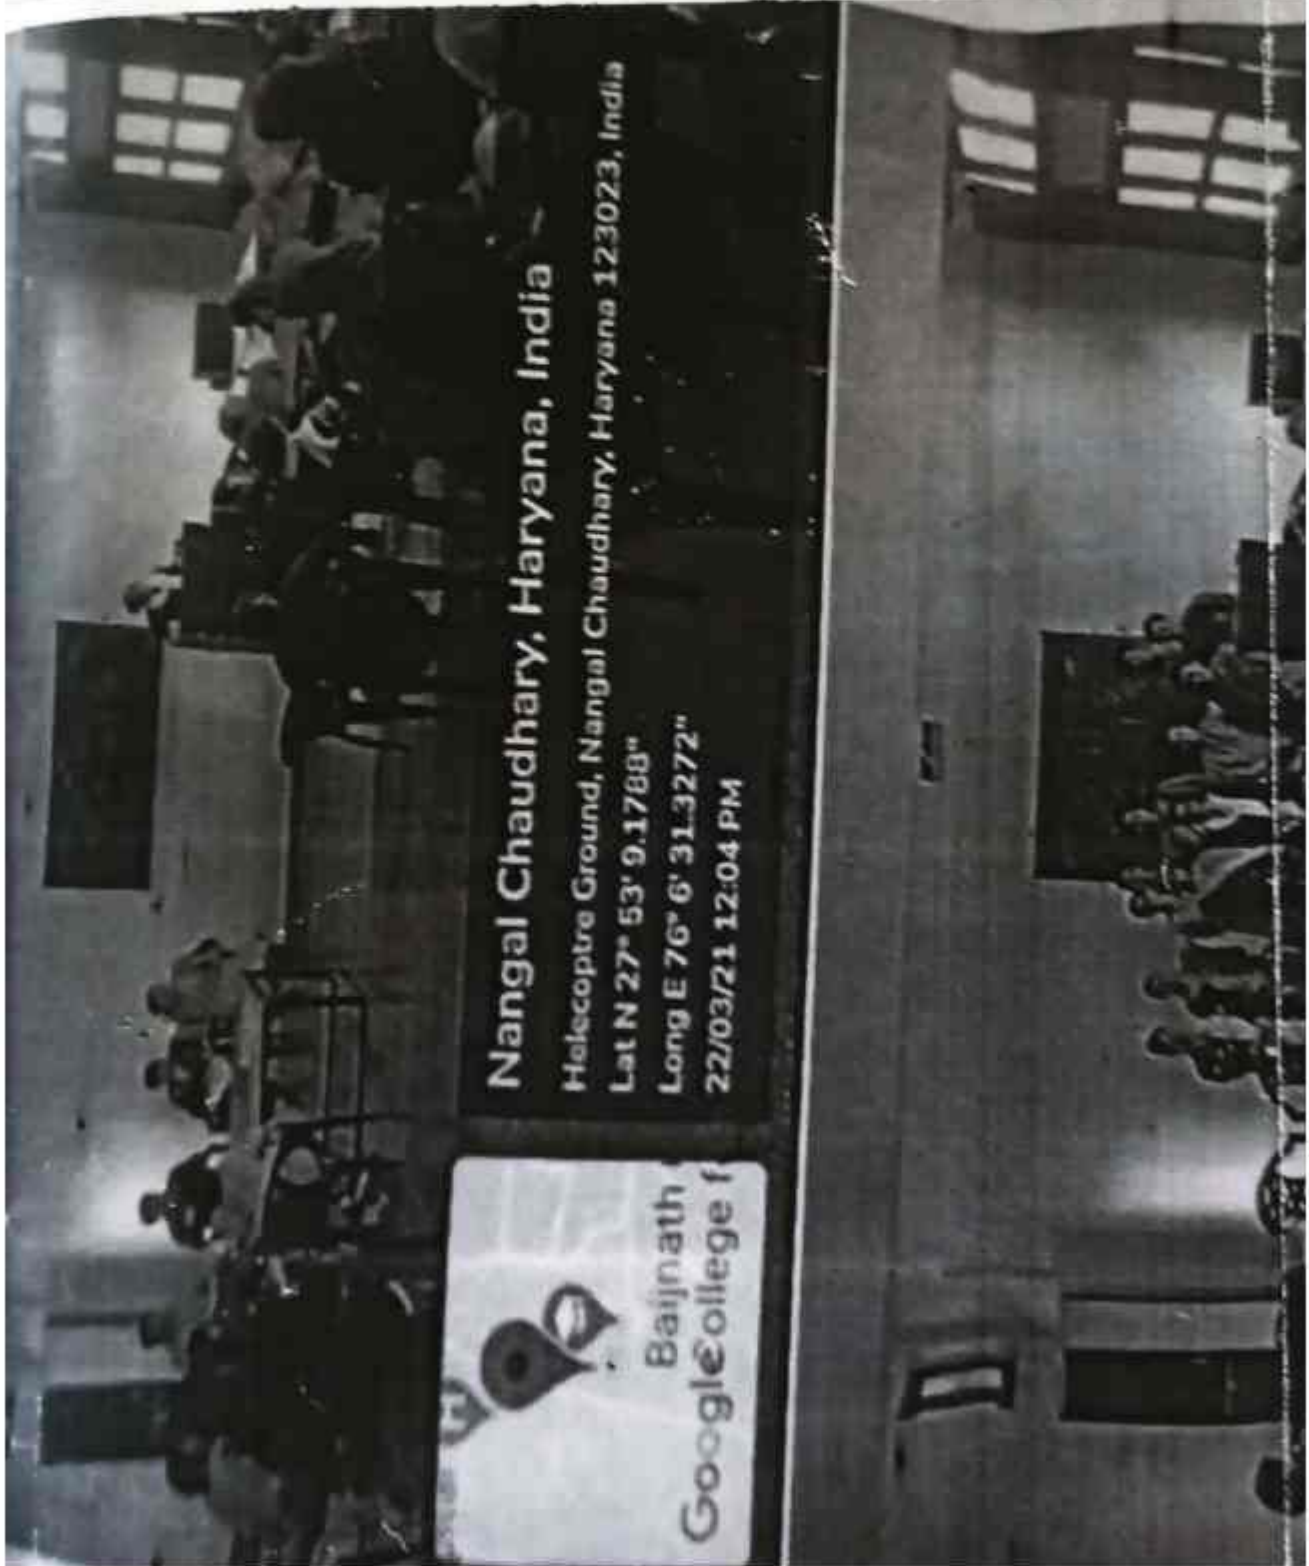 Nangal Chaudhary, Haryana, India
Helecoptre Ground, Nangal Chaudhary, Haryana 123023, India
Lat N 27° 53' 9.1788"
Long E 76° 6' 31.3272"
22/03/21 12:04 PM
H
Baijnath
Google
College f